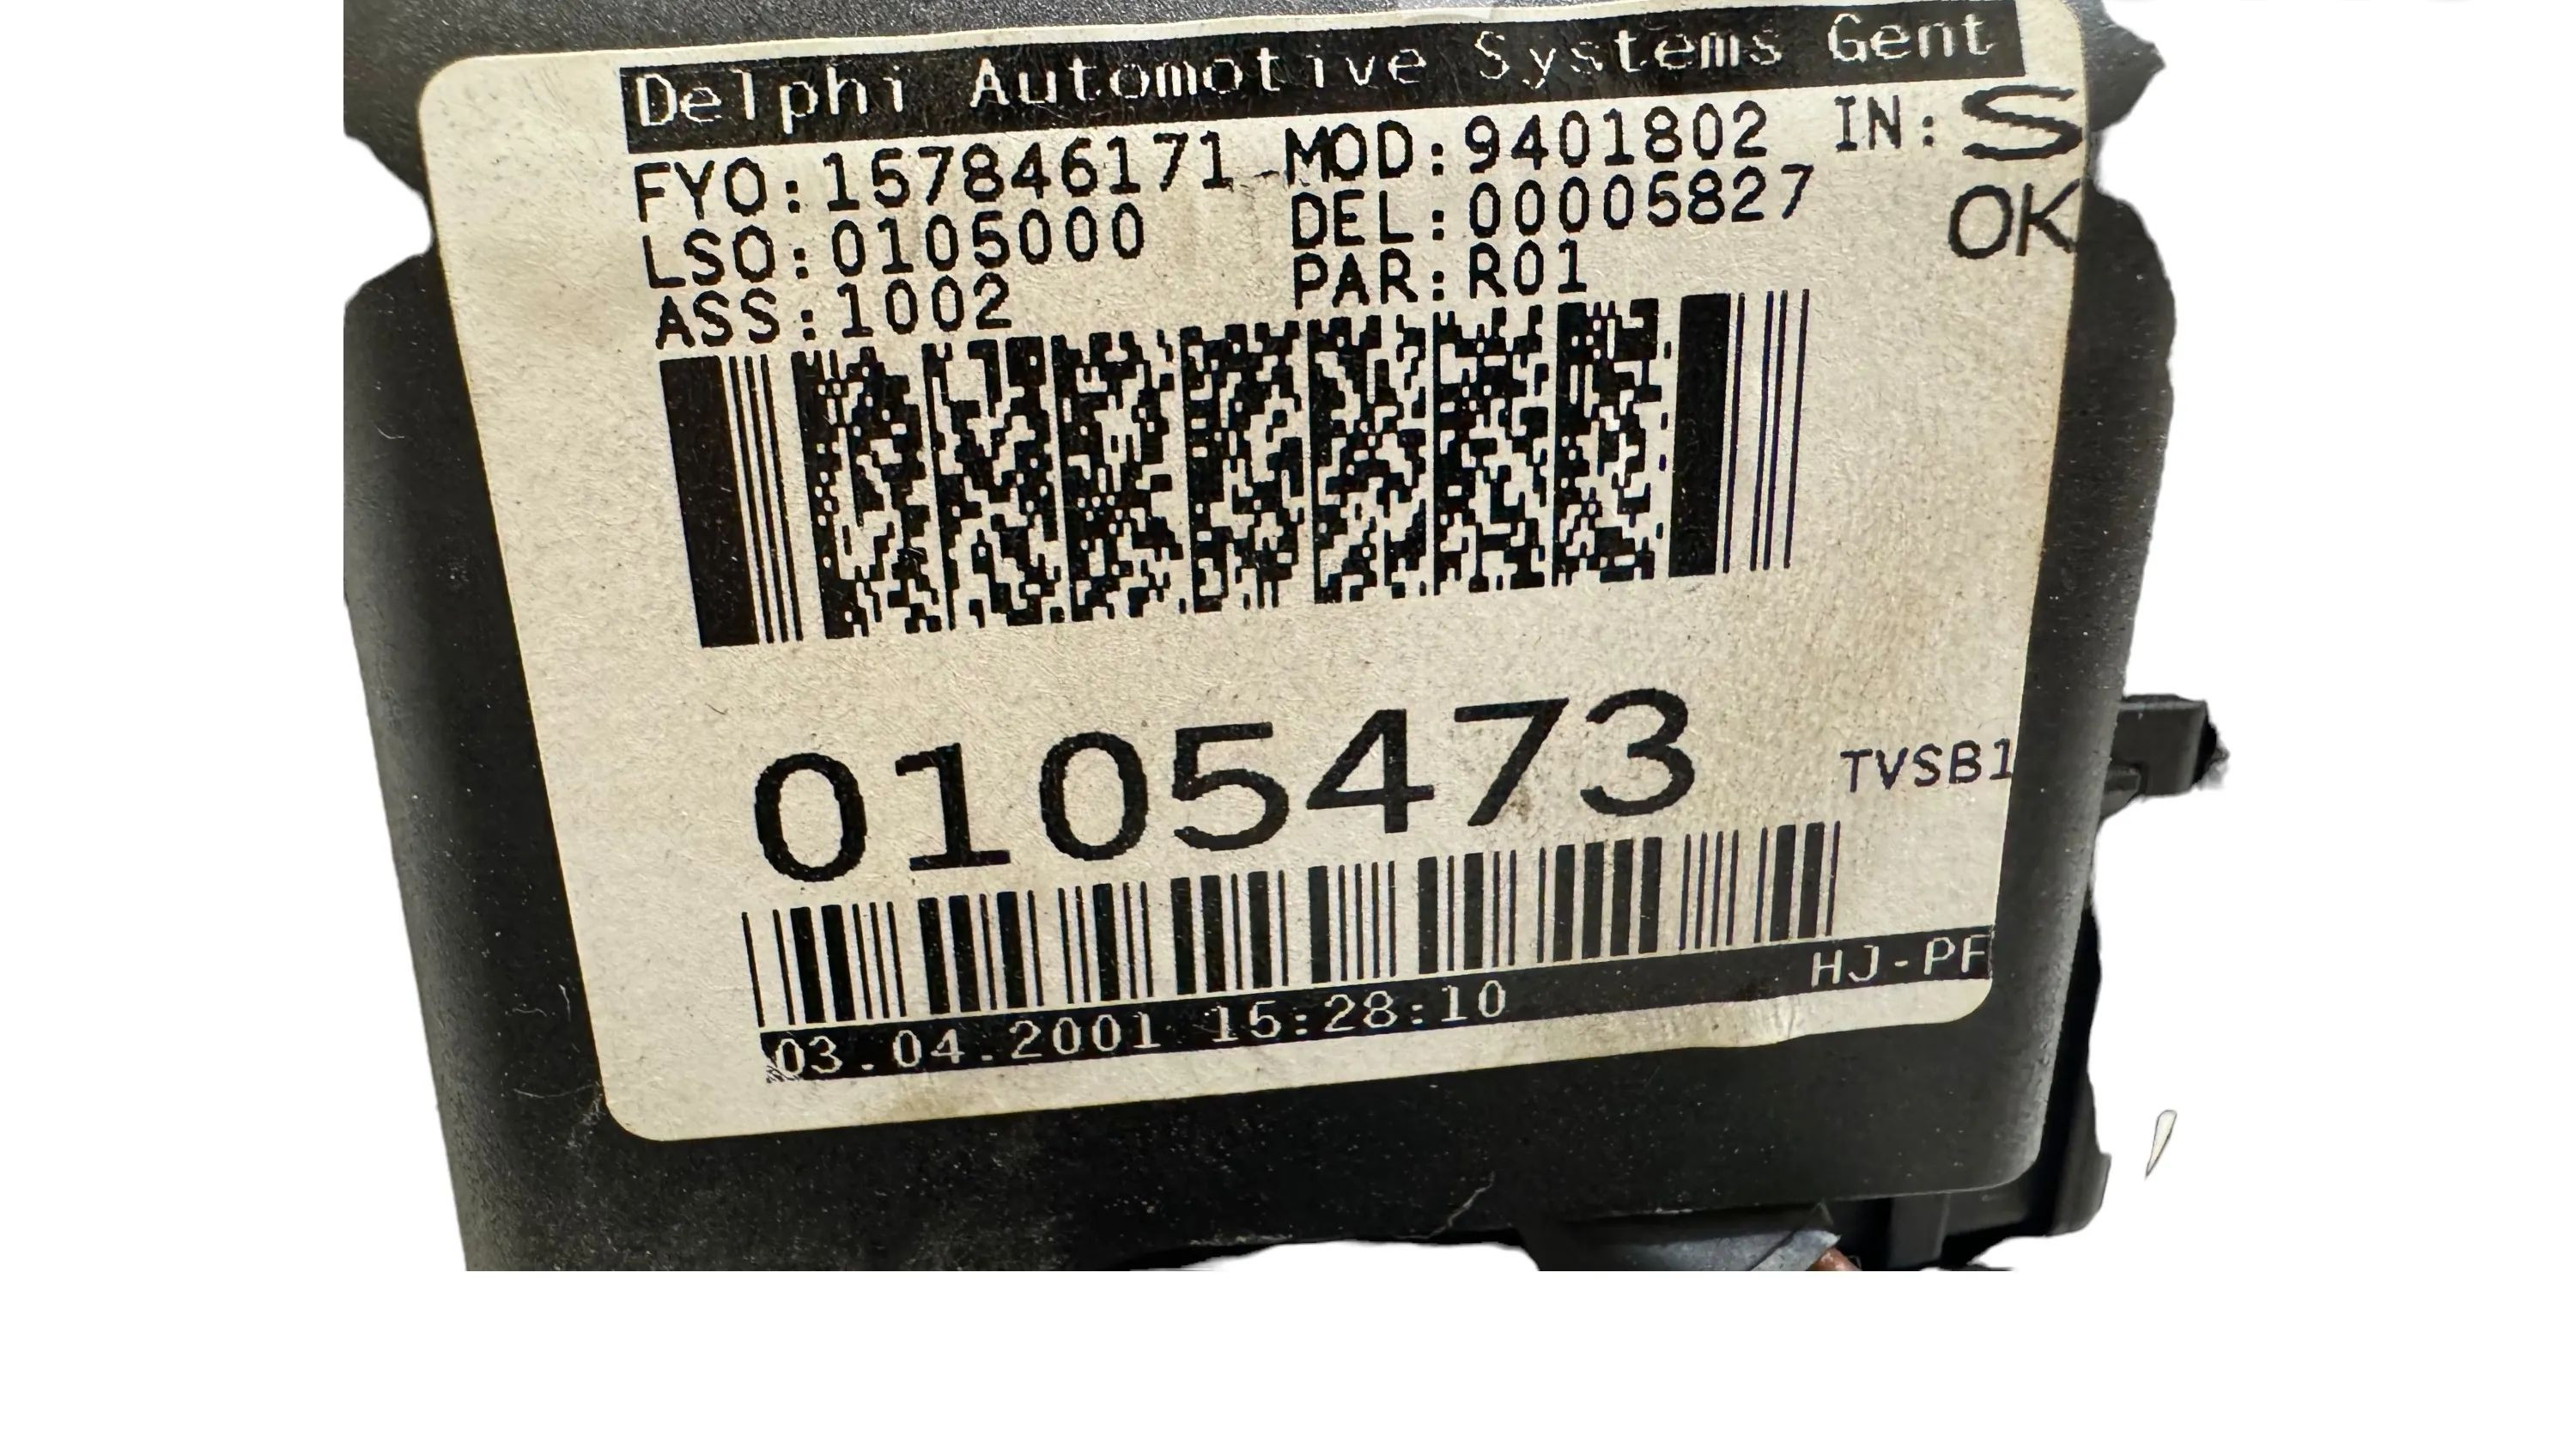 Delphi Automotive Systems Gent
FYO:157846171 MOD:9401802 IN:S
LSO:0105000 DEL:00005827 OK
ASS:1002 PAR:R01
0105473 TVSB1
HJ-PF
03.04.2001 15:28:10